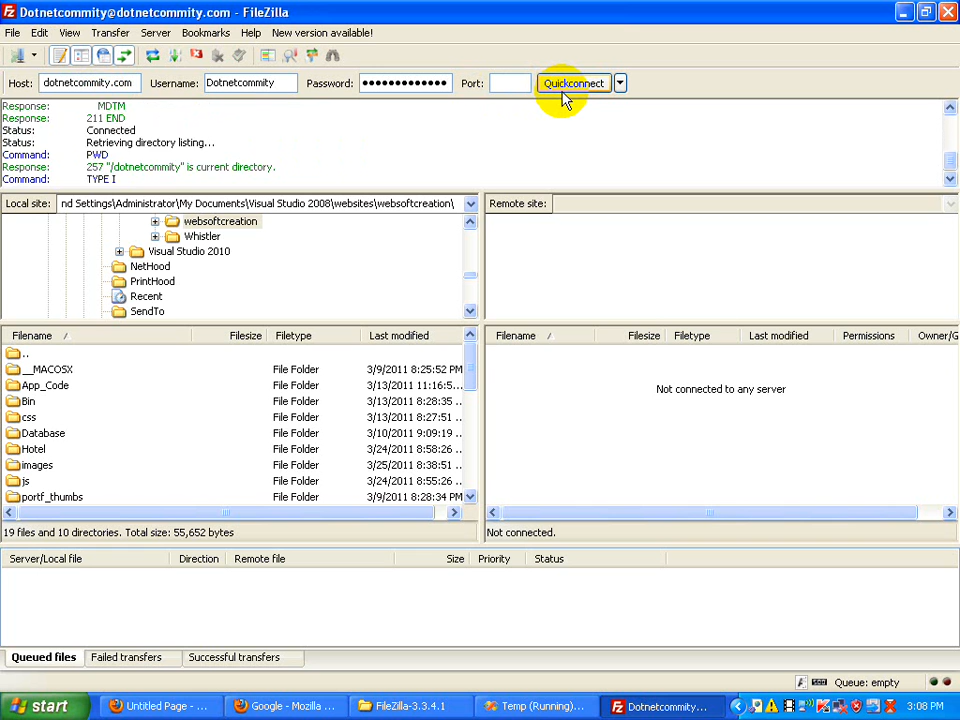 Dotnetcommity@dotnetcommity.com - FileZilla
File Edit View Transfer Server Bookmarks Help New version available!
Host: dotnetcommity.com Username: Dotnetcommity Password: ●●●●●●●●●●●●● Port: Quickconnect
Response: MDTM
Response: 211 END
Status: Connected
Status: Retrieving directory listing...
Command: PWD
Response: 257 "/dotnetcommity" is current directory.
Command: TYPE I
Local site: nd Settings\Administrator\My Documents\Visual Studio 2008\websites\websoftcreation\ Remote site:
websoftcreation
Whistler
Visual Studio 2010
NetHood
PrintHood
Recent
SendTo
Filename / Filesize Filetype Last modified Filename / Filesize Filetype Last modified Permissions Owner/G
..
__MACOSX File Folder 3/9/2011 8:25:52 PM
App_Code File Folder 3/13/2011 11:16:5...
Bin File Folder 3/13/2011 8:28:35 ...
css File Folder 3/13/2011 8:27:51 ...
Database File Folder 3/10/2011 9:09:19 ...
Hotel File Folder 3/24/2011 8:58:26 ...
images File Folder 3/25/2011 8:38:51 ...
js File Folder 3/24/2011 8:55:26 ...
portf_thumbs File Folder 3/9/2011 8:28:34 PM
Not connected to any server
19 files and 10 directories. Total size: 55,652 bytes Not connected.
Server/Local file Direction Remote file Size Priority Status
Queued files Failed transfers Successful transfers
Queue: empty
start Untitled Page - ... Google - Mozilla ... FileZilla-3.3.4.1 Temp (Running)... Dotnetcommity... 3:08 PM